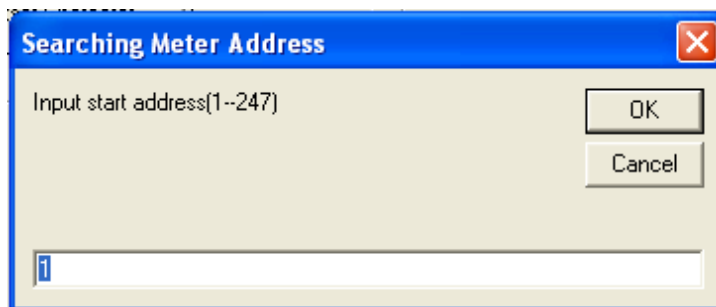 Searching Meter Address
Input start address(1--247)
OK
Cancel
1